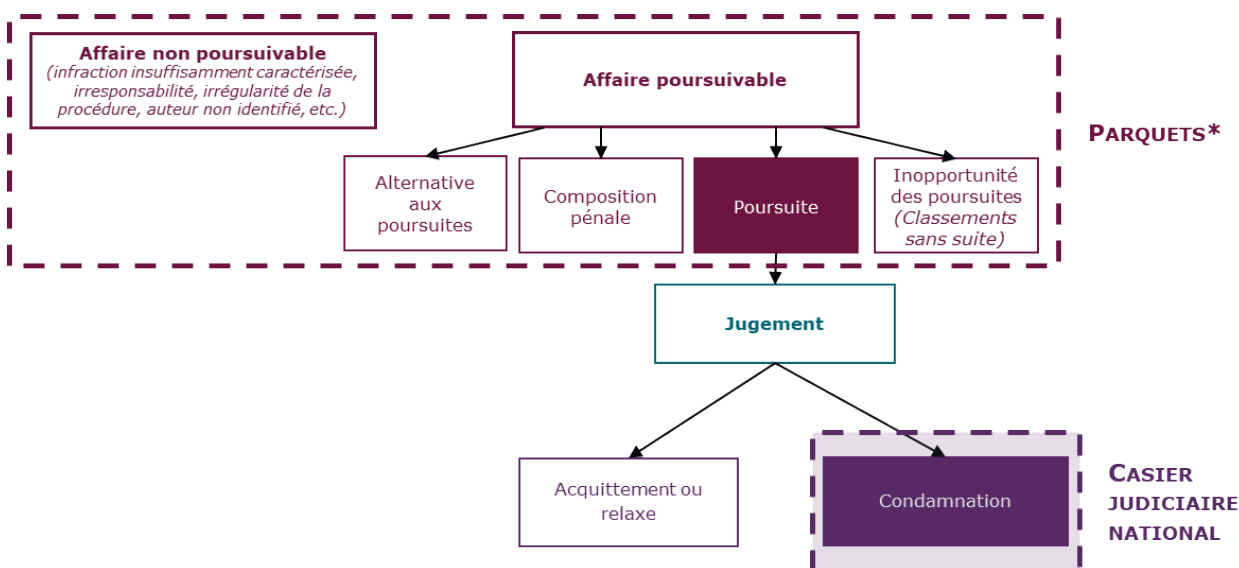 Affaire non poursuivable
(infraction insuffisamment caractérisée,
irresponsabilité, irrégularité de la
procédure, auteur non identifié, etc.)
Affaire poursuivable
PARQUETS*
Alternative
aux
poursuites
Composition
pénale
Poursuite
Inopportunité
des poursuites
(Classements
sans suite)
Jugement
Acquittement ou
relaxe
Condamnation
CASIER
JUDICIAIRE
NATIONAL